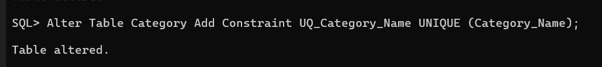 SQL> Alter Table Category Add Constraint UQ_Category_Name UNIQUE (Category_Name);
Table altered.